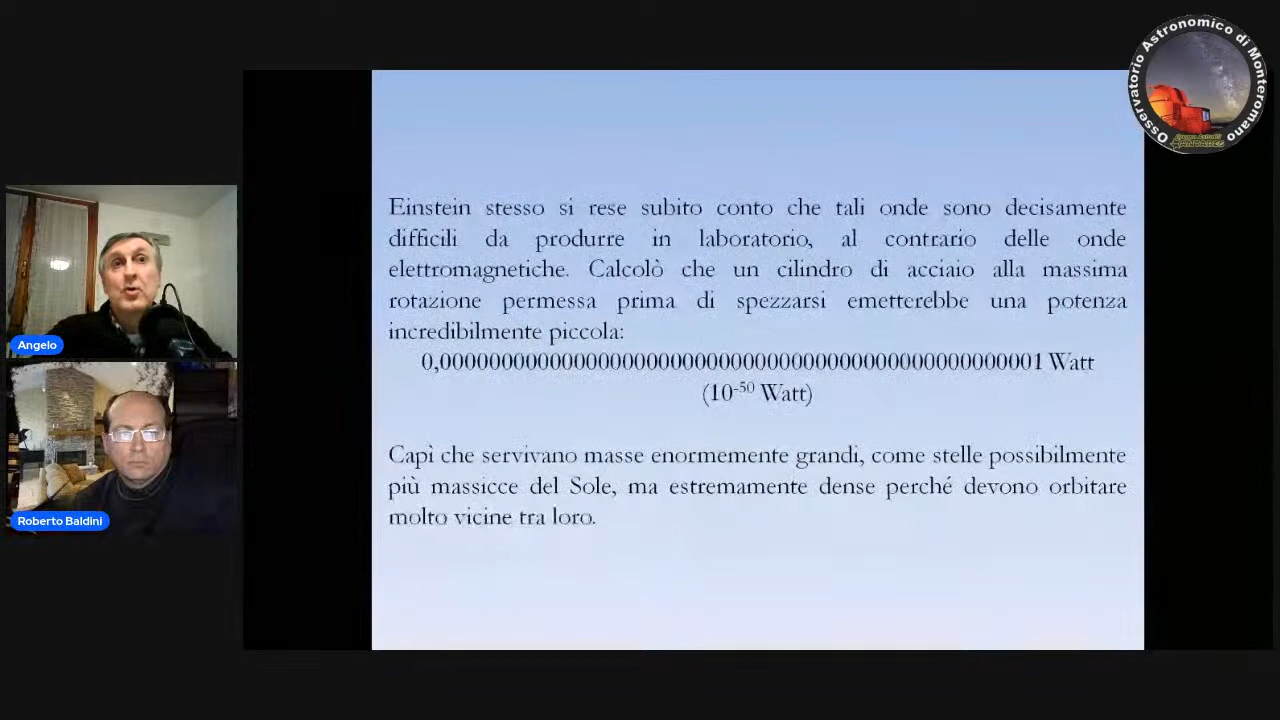 Osservatorio Astronomico di Monteromano
Einstein stesso si rese subito conto che tali onde sono decisamente
difficili da produrre in laboratorio, al contrario delle onde
elettromagnetiche. Calcolò che un cilindro di acciaio alla massima
rotazione permessa prima di spezzarsi emetterebbe una potenza
incredibilmente piccola:
0,00000000000000000000000000000000000000000000000001 Watt
(10⁻⁵⁰ Watt)
Capì che servivano masse enormemente grandi, come stelle possibilmente
più massicce del Sole, ma estremamente dense perché devono orbitare
molto vicine tra loro.
Angelo
Roberto Baldini